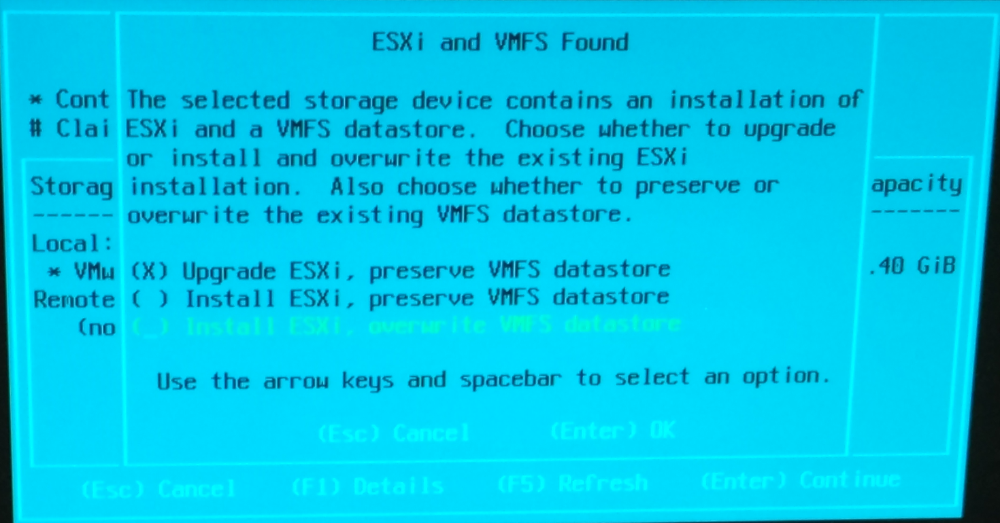 ESXi and VMFS Found
* Cont
The selected storage device contains an installation of
# Clai
ESXi and a VMFS datastore.  Choose whether to upgrade
or install and overwrite the existing ESXi
Storag
installation.  Also choose whether to preserve or
apacity
------
overwrite the existing VMFS datastore.
-------
Local:
* VMw
(X) Upgrade ESXi, preserve VMFS datastore
.40 GiB
Remote
( ) Install ESXi, preserve VMFS datastore
(no
(_) Install ESXi, overwrite VMFS datastore
Use the arrow keys and spacebar to select an option.
(Esc) Cancel (Enter) OK
(Esc) Cancel (F1) Details (F5) Refresh (Enter) Continue